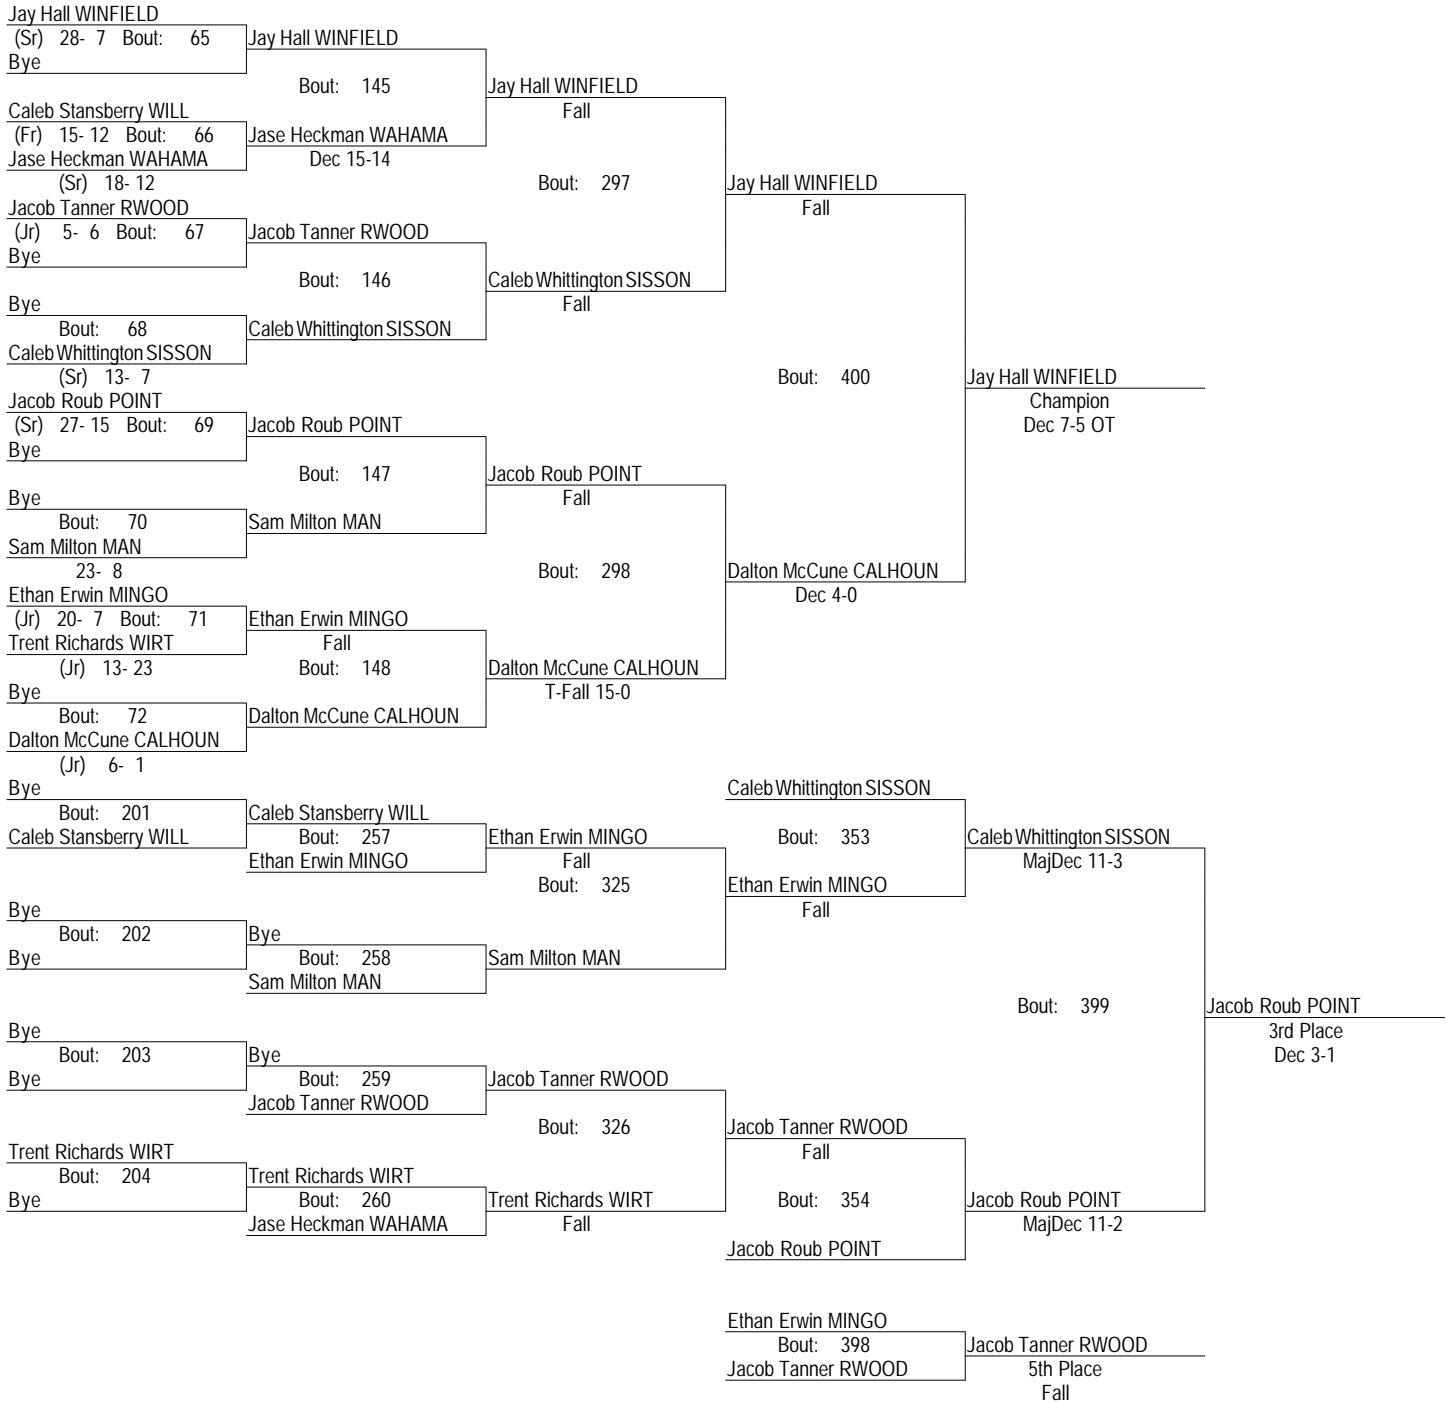 Jay Hall WINFIELD
(Sr) 28- 7 Bout: 65 Jay Hall WINFIELD
Bye
Bout: 145 Jay Hall WINFIELD
Caleb Stansberry WILL Fall
(Fr) 15- 12 Bout: 66 Jase Heckman WAHAMA
Jase Heckman WAHAMA Dec 15-14
(Sr) 18- 12 Bout: 297 Jay Hall WINFIELD
Jacob Tanner RWOOD Fall
(Jr) 5- 6 Bout: 67 Jacob Tanner RWOOD
Bye
Bout: 146 Caleb Whittington SISSON
Bye Fall
Bout: 68 Caleb Whittington SISSON
Caleb Whittington SISSON
(Sr) 13- 7 Bout: 400 Jay Hall WINFIELD
Jacob Roub POINT Champion
(Sr) 27- 15 Bout: 69 Jacob Roub POINT Dec 7-5 OT
Bye
Bout: 147 Jacob Roub POINT
Bye Fall
Bout: 70 Sam Milton MAN
Sam Milton MAN
23- 8 Bout: 298 Dalton McCune CALHOUN
Ethan Erwin MINGO Dec 4-0
(Jr) 20- 7 Bout: 71 Ethan Erwin MINGO
Trent Richards WIRT Fall
(Jr) 13- 23 Bout: 148 Dalton McCune CALHOUN
Bye T-Fall 15-0
Bout: 72 Dalton McCune CALHOUN
Dalton McCune CALHOUN
(Jr) 6- 1
Bye Caleb Whittington SISSON
Bout: 201 Caleb Stansberry WILL
Caleb Stansberry WILL Bout: 257 Ethan Erwin MINGO Bout: 353 Caleb Whittington SISSON
Ethan Erwin MINGO Fall MajDec 11-3
Bout: 325 Ethan Erwin MINGO
Bye Fall
Bout: 202 Bye
Bye Bout: 258 Sam Milton MAN
Sam Milton MAN
Bout: 399 Jacob Roub POINT
Bye 3rd Place
Bout: 203 Bye Dec 3-1
Bye Bout: 259 Jacob Tanner RWOOD
Jacob Tanner RWOOD
Bout: 326 Jacob Tanner RWOOD
Trent Richards WIRT Fall
Bout: 204 Trent Richards WIRT
Bye Bout: 260 Trent Richards WIRT Bout: 354 Jacob Roub POINT
Jase Heckman WAHAMA Fall MajDec 11-2
Jacob Roub POINT
Ethan Erwin MINGO
Bout: 398 Jacob Tanner RWOOD
Jacob Tanner RWOOD 5th Place
Fall